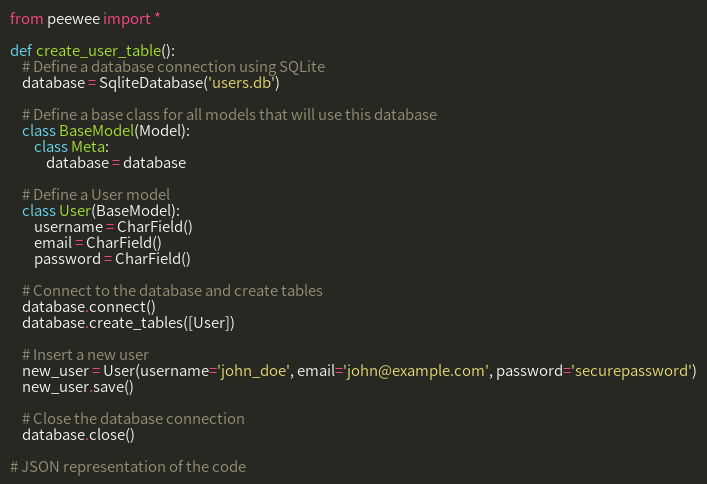 from peewee import *
def create_user_table():
    # Define a database connection using SQLite
    database = SqliteDatabase('users.db')
    # Define a base class for all models that will use this database
    class BaseModel(Model):
        class Meta:
            database = database
    # Define a User model
    class User(BaseModel):
        username = CharField()
        email = CharField()
        password = CharField()
    # Connect to the database and create tables
    database.connect()
    database.create_tables([User])
    # Insert a new user
    new_user = User(username='john_doe', email='john@example.com', password='securepassword')
    new_user.save()
    # Close the database connection
    database.close()
# JSON representation of the code